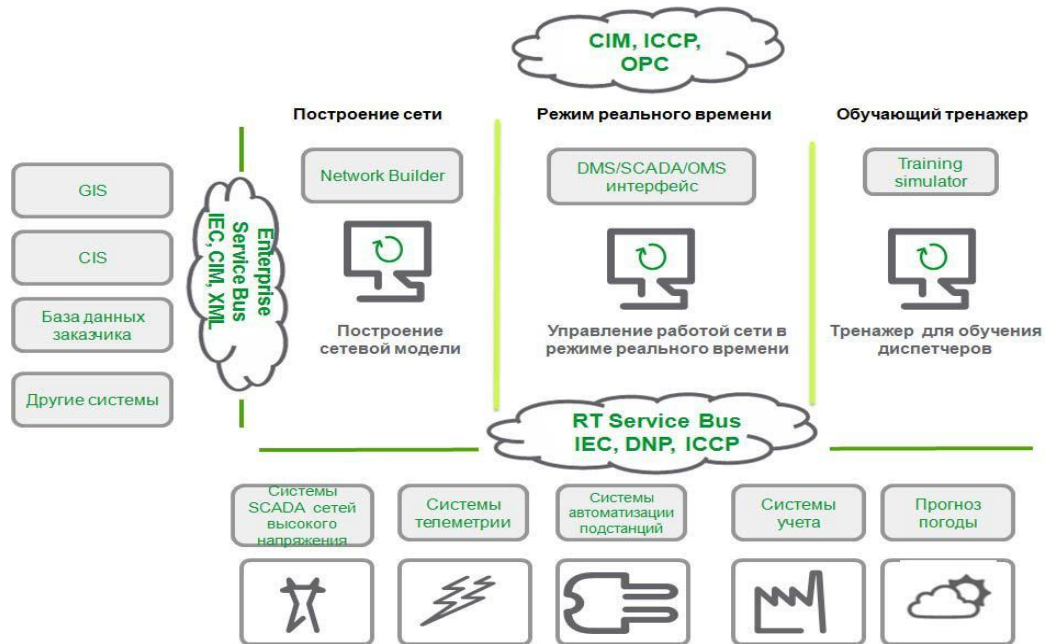 CIM, ICCP,
OPC
Построение сети
Режим реального времени
Обучающий тренажер
Network Builder
DMS/SCADA/OMS
интерфейс
Training
simulator
GIS
CIS
База данных
заказчика
Другие системы
Enterprise
Service Bus
IEC, CIM, XML
Построение
сетевой модели
Управление работой сети в
режиме реального времени
Тренажер для обучения
диспетчеров
RT Service Bus
IEC, DNP, ICCP
Системы
SCADA сетей
высокого
напряжения
Системы
телеметрии
Системы
автоматизации
подстанций
Системы
учета
Прогноз
погоды